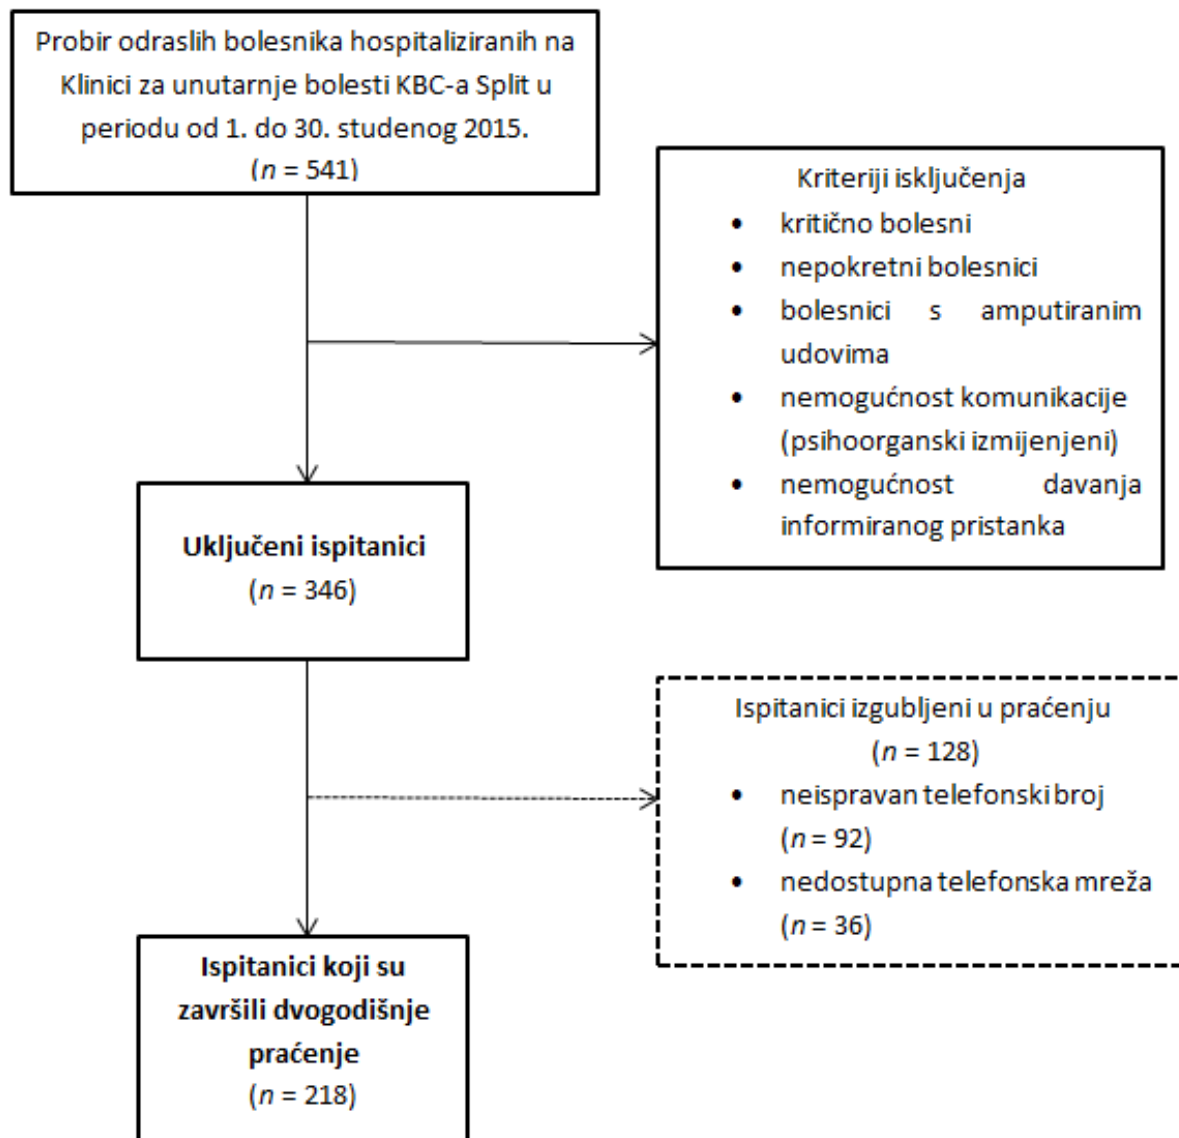 Probir odraslih bolesnika hospitaliziranih na
Klinici za unutarnje bolesti KBC-a Split u
periodu od 1. do 30. studenog 2015.
(n = 541)
Kriteriji isključenja
• kritično bolesni
• nepokretni bolesnici
• bolesnici s amputiranim
udovima
• nemogućnost komunikacije
(psihoorganski izmijenjeni)
• nemogućnost davanja
informiranog pristanka
Uključeni ispitanici
(n = 346)
Ispitanici izgubljeni u praćenju
(n = 128)
• neispravan telefonski broj
(n = 92)
• nedostupna telefonska mreža
(n = 36)
Ispitanici koji su
završili dvogodišnje
praćenje
(n = 218)